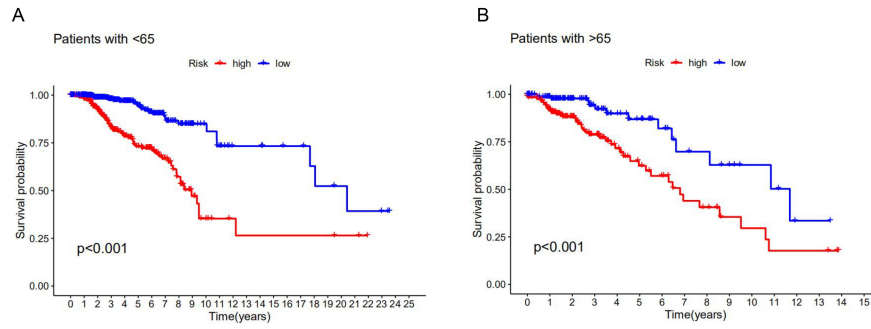 A
Patients with <65
Risk high low
1.00
0.75
0.50
0.25
0.00
Survival probability
p<0.001
0 1 2 3 4 5 6 7 8 9 10 11 12 13 14 15 16 17 18 19 20 21 22 23 24 25
Time(years)
B
Patients with >65
Risk high low
1.00
0.75
0.50
0.25
0.00
Survival probability
p<0.001
0 1 2 3 4 5 6 7 8 9 10 11 12 13 14 15
Time(years)